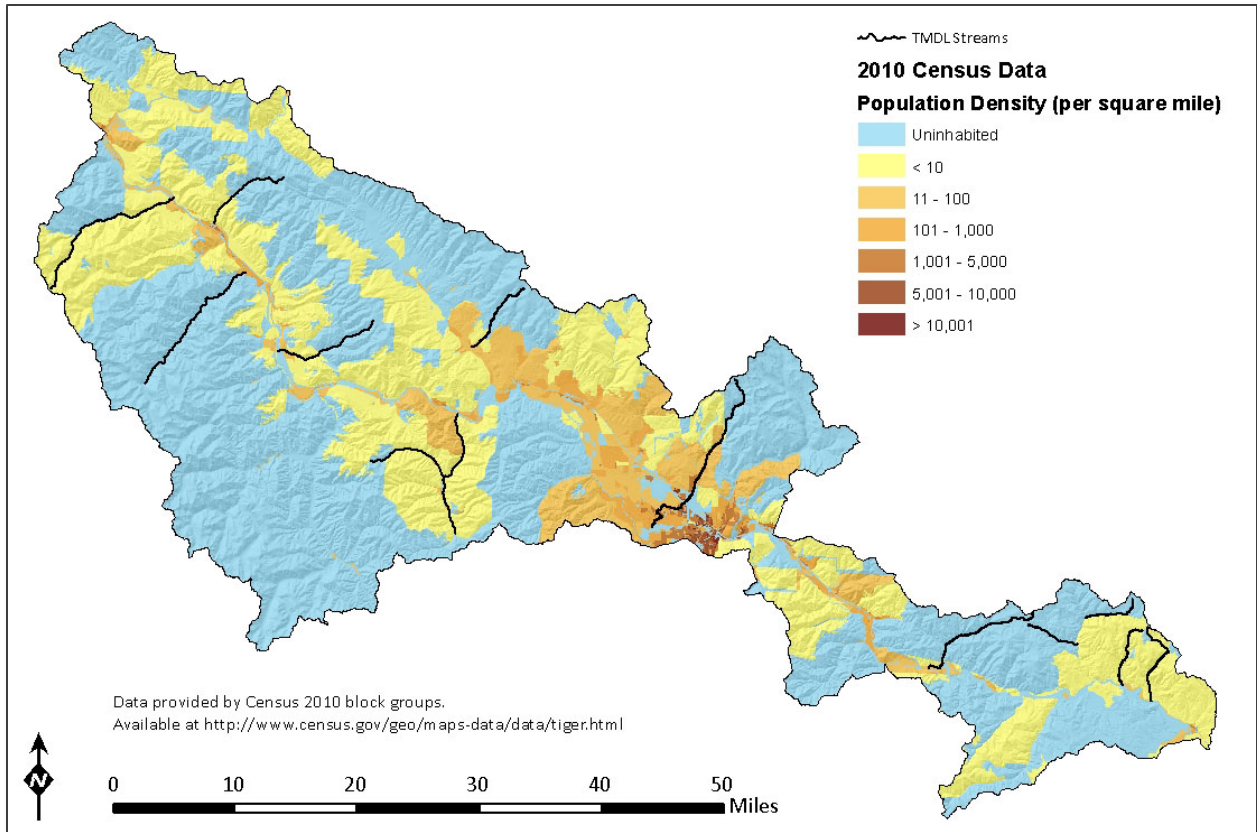 TMDL Streams
2010 Census Data
Population Density (per square mile)
Uninhabited
< 10
11 - 100
101 - 1,000
1,001 - 5,000
5,001 - 10,000
> 10,001
Data provided by Census 2010 block groups.
Available at http://www.census.gov/geo/maps-data/data/tiger.html
N
0 10 20 30 40 50
Miles